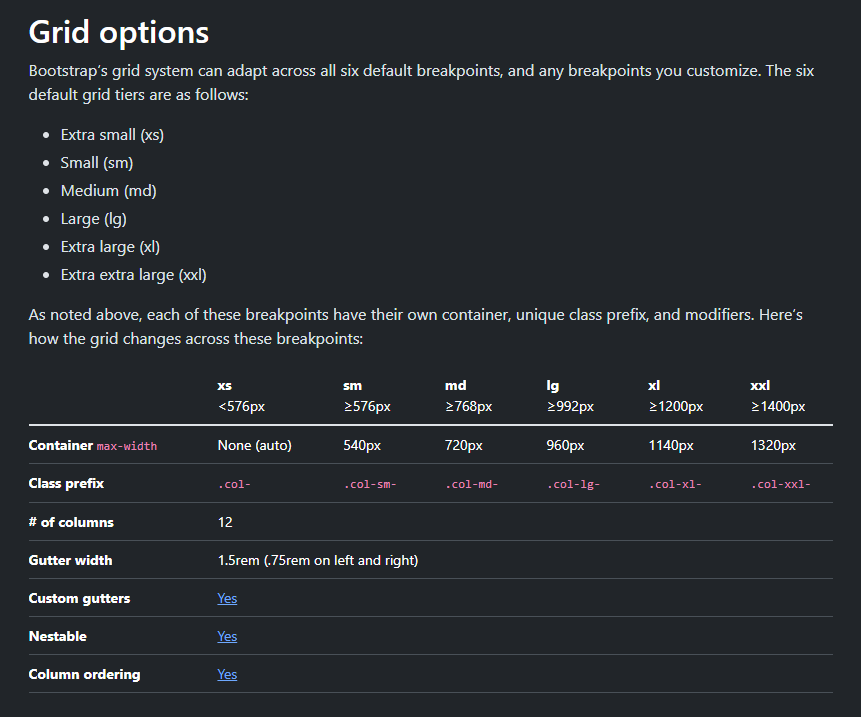 Grid options
Bootstrap's grid system can adapt across all six default breakpoints, and any breakpoints you customize. The six
default grid tiers are as follows:
Extra small (xs)
Small (sm)
Medium (md)
Large (lg)
Extra large (xl)
Extra extra large (xxl)
As noted above, each of these breakpoints have their own container, unique class prefix, and modifiers. Here's
how the grid changes across these breakpoints:
xs sm md lg xl xxl
<576px ≥576px ≥768px ≥992px ≥1200px ≥1400px
Container max-width None (auto) 540px 720px 960px 1140px 1320px
Class prefix .col- .col-sm- .col-md- .col-lg- .col-xl- .col-xxl-
# of columns 12
Gutter width 1.5rem (.75rem on left and right)
Custom gutters Yes
Nestable Yes
Column ordering Yes